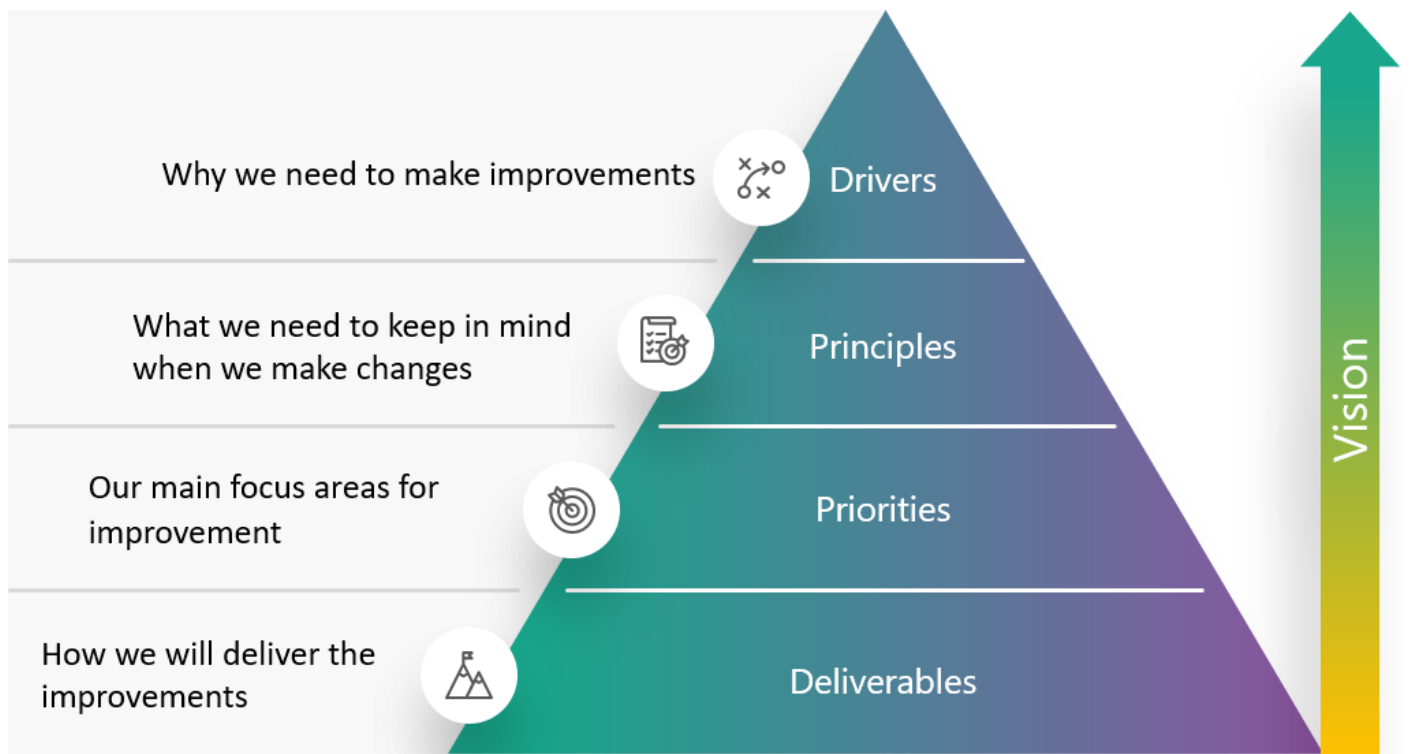 Why we need to make improvements
Drivers
What we need to keep in mind
when we make changes
Principles
Our main focus areas for
improvement
Priorities
How we will deliver the
improvements
Deliverables
Vision